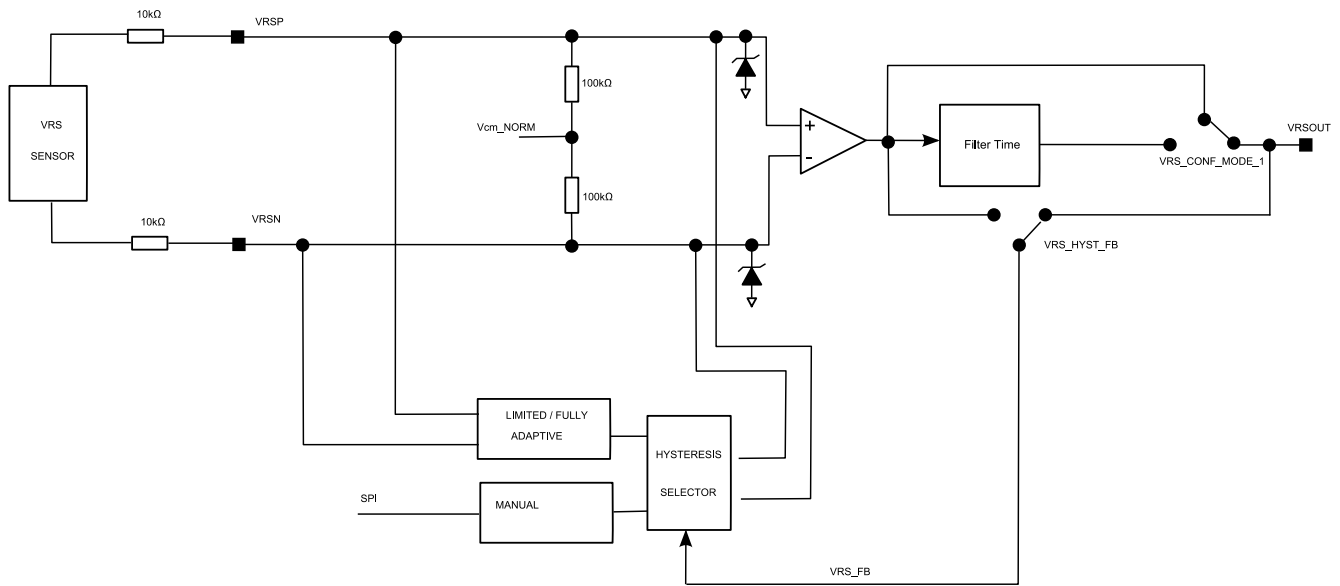 10kΩ
VRSP
VRS
SENSOR
100kΩ
Vcm_NORM
100kΩ
+
-
Filter Time
VRSOUT
VRS_CONF_MODE_1
10kΩ
VRSN
VRS_HYST_FB
LIMITED / FULLY
ADAPTIVE
HYSTERESIS
SELECTOR
SPI
MANUAL
VRS_FB